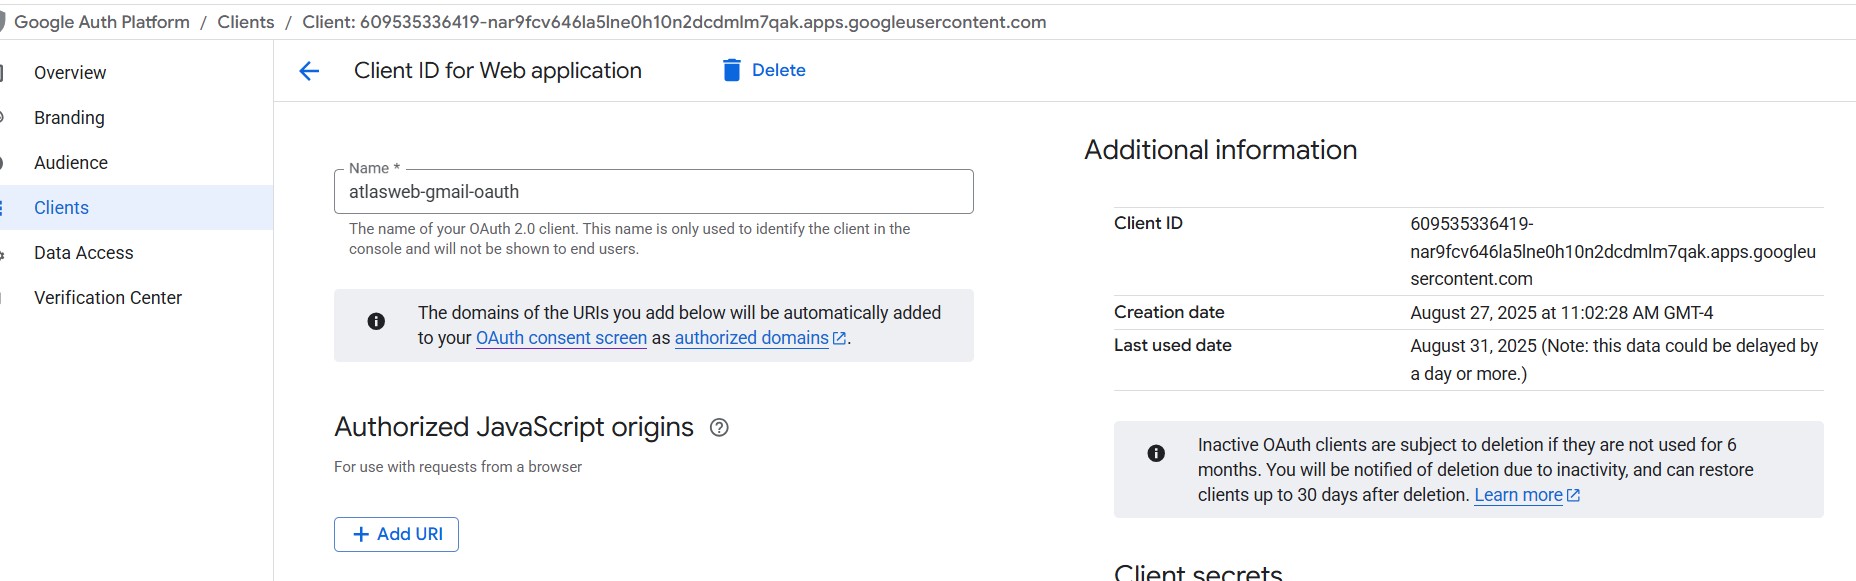 Google Auth Platform / Clients / Client: 609535336419-nar9fcv646la5lne0h10n2dcdmlm7qak.apps.googleusercontent.com
Overview
Branding
Audience
Clients
Data Access
Verification Center
Client ID for Web application
Delete
Name *
atlasweb-gmail-oauth
The name of your OAuth 2.0 client. This name is only used to identify the client in the
console and will not be shown to end users.
The domains of the URIs you add below will be automatically added
to your OAuth consent screen as authorized domains.
Authorized JavaScript origins
For use with requests from a browser
+ Add URI
Additional information
Client ID
609535336419-
nar9fcv646la5lne0h10n2dcdmlm7qak.apps.googleu
sercontent.com
Creation date
August 27, 2025 at 11:02:28 AM GMT-4
Last used date
August 31, 2025 (Note: this data could be delayed by
a day or more.)
Inactive OAuth clients are subject to deletion if they are not used for 6
months. You will be notified of deletion due to inactivity, and can restore
clients up to 30 days after deletion. Learn more
Client secrets